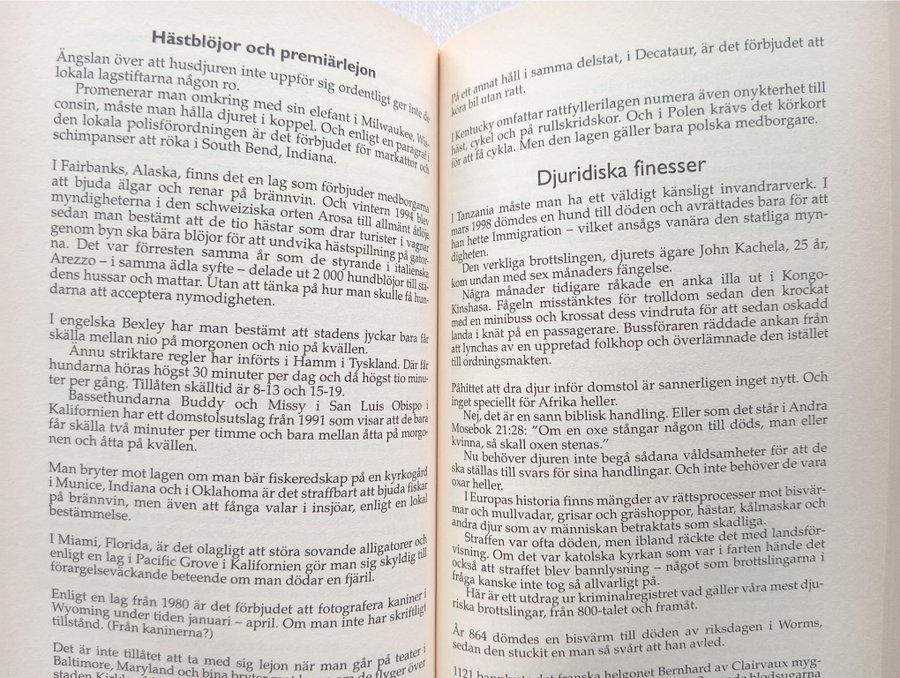 Hästblöjor och premiärlejon
Ängslan över att husdjuren inte uppför sig ordentligt ger inte de
lokala lagstiftarna någon ro.
Promenerar man omkring med sin elefant i Milwaukee, Wis-
consin, måste man hålla djuret i koppel. Och enligt en paragraf i
den lokala polisförordningen är det förbjudet för markattor och
schimpanser att röka i South Bend, Indiana.
I Fairbanks, Alaska, finns det en lag som förbjuder medborgarna
att bjuda älgar och renar på brännvin. Och vintern 1994 blev
myndigheterna i den schweiziska orten Arosa till allmänt åtlöje
sedan man bestämt att de tio hästar som drar turister i vagnar
genom byn ska bära blöjor för att undvika hästspillning på gator-
na. Det var förresten samma år som de styrande i italienska
Arezzo – i samma ädla syfte – delade ut 2 000 hundblöjor till sta-
dens hussar och mattar. Utan att tänka på hur man skulle få hun-
darna att acceptera nymodigheten.
I engelska Bexley har man bestämt att stadens jyckar bara får
skälla mellan nio på morgonen och nio på kvällen.
Ännu striktare regler har införts i Hamm i Tyskland. Där får
hundarna höras högst 30 minuter per dag och då högst tio minu-
ter per gång. Tillåten skälltid är 8-13 och 15-19.
Bassethundarna Buddy och Missy i San Luis Obispo i
Kalifornien har ett domstolsutslag från 1991 som visar att de bara
får skälla två minuter per timme och bara mellan åtta på morgo-
nen och åtta på kvällen.
Man bryter mot lagen om man bär fiskeredskap på en kyrkogård
i Munice, Indiana och i Oklahoma är det straffbart att bjuda fiskar
på brännvin, men även att fånga valar i insjöar, enligt en lokal
bestämmelse.
I Miami, Florida, är det olagligt att störa sovande alligatorer och
enligt en lag i Pacific Grove i Kalifornien gör man sig skyldig till
förargelseväckande beteende om man dödar en fjäril.
Enligt en lag från 1980 är det förbjudet att fotografera kaniner i
Wyoming under tiden januari – april. Om man inte har skriftligt
tillstånd. (Från kaninerna?)
Det är inte tillåtet att ta med sig lejon när man går på teater i
Baltimore, Maryland och bina bryter mot
staden
de flyger över
På ett annat håll i samma delstat, i Decataur, är det förbjudet att
köra bil utan ratt.
I Kentucky omfattar rattfyllerilagen numera även onykterhet till
häst, cykel och på rullskridskor. Och i Polen krävs det körkort
för att få cykla. Men den lagen gäller bara polska medborgare.
Djuridiska finesser
I Tanzania måste man ha ett väldigt känsligt invandrarverk. I
mars 1998 dömdes en hund till döden och avrättades bara för att
han hette Immigration – vilket ansågs vanära den statliga myn-
digheten.
Den verkliga brottslingen, djurets ägare John Kachela, 25 år,
kom undan med sex månaders fängelse.
Några månader tidigare råkade en anka illa ut i Kongo-
Kinshasa. Fågeln misstänktes för trolldom sedan den krockat
med en minibuss och krossat dess vindruta för att sedan oskadd
landa i knät på en passagerare. Bussföraren räddade ankan från
att lynchas av en uppretad folkhop och överlämnade den istället
till ordningsmakten.
Påhittet att dra djur inför domstol är sannerligen inget nytt. Och
inget speciellt för Afrika heller.
Nej, det är en sann biblisk handling. Eller som det står i Andra
Mosebok 21:28: ”Om en oxe stångar någon till döds, man eller
kvinna, så skall oxen stenas.”
Nu behöver djuren inte begå sådana våldsamheter för att de
ska ställas till svars för sina handlingar. Och inte behöver de vara
oxar heller.
I Europas historia finns mängder av rättsprocesser mot bisvär-
mar och mullvadar, grisar och gräshoppor, hästar, kålmaskar och
andra djur som av människan betraktats som skadliga.
Straffen var ofta döden, men ibland räckte det med landsför-
visning. Om det var katolska kyrkan som var i farten hände det
också att straffet blev bannlysning – något som brottslingarna i
fråga kanske inte tog så allvarligt på.
Här är ett utdrag ur kriminalregistret vad gäller våra mest dju-
riska brottslingar, från 800-talet och framåt.
År 864 dömdes en bisvärm till döden av riksdagen i Worms,
sedan den stuckit en man så svårt att han avled.
1121 bannlyste det franska helgonet Bernhard av Clairvaux myg-
blodsugarna